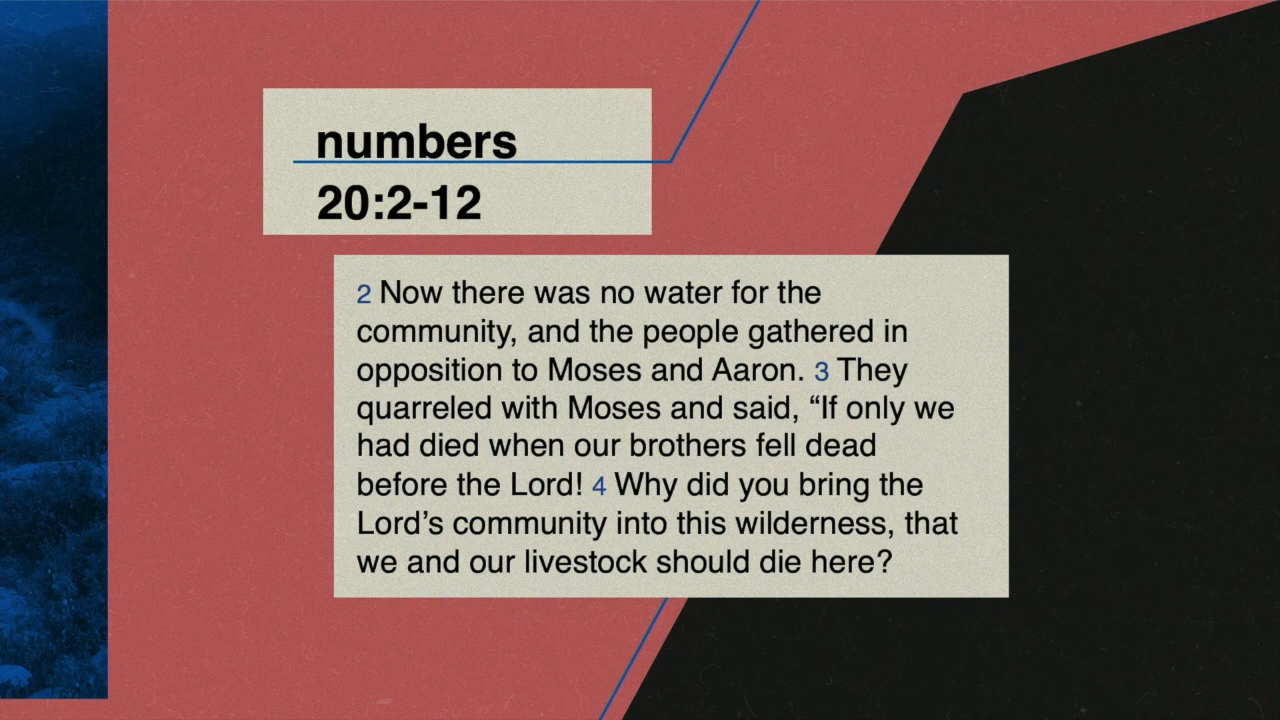 numbers
20:2-12
2 Now there was no water for the
community, and the people gathered in
opposition to Moses and Aaron. 3 They
quarreled with Moses and said, “If only we
had died when our brothers fell dead
before the Lord! 4 Why did you bring the
Lord’s community into this wilderness, that
we and our livestock should die here?